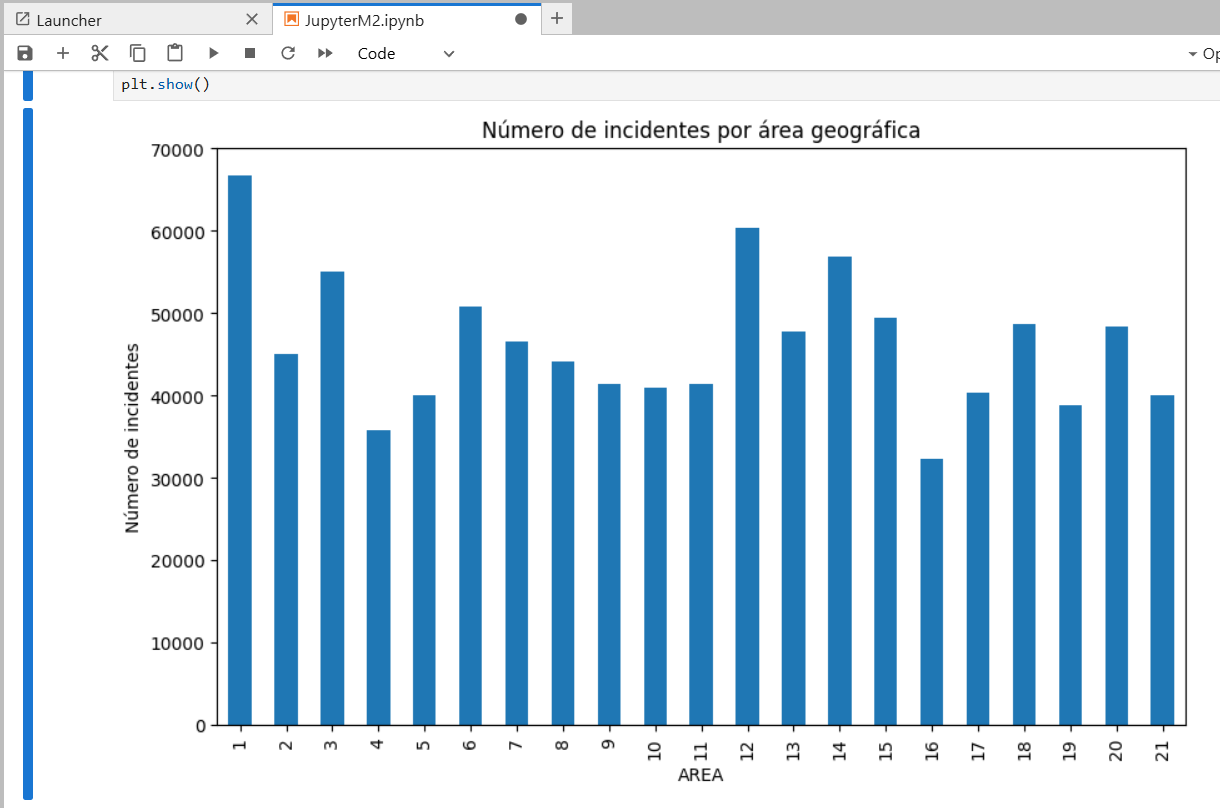 Launcher
JupyterM2.ipynb
Code
Op
plt.show()
Número de incidentes por área geográfica
70000
60000
50000
40000
30000
20000
10000
0
Número de incidentes
1 2 3 4 5 6 7 8 9 10 11 12 13 14 15 16 17 18 19 20 21
AREA